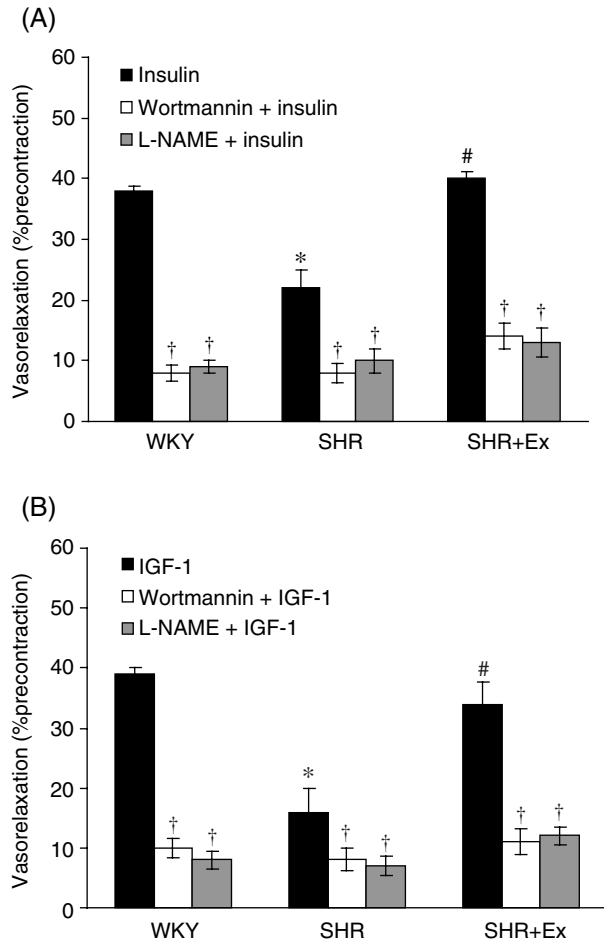 (A)
Vasorelaxation (%precontraction)
60
50
40
30
20
10
0
Insulin
Wortmannin + insulin
L-NAME + insulin
†
†
*
†
†
#
†
†
WKY
SHR
SHR+Ex
(B)
Vasorelaxation (%precontraction)
60
50
40
30
20
10
0
IGF-1
Wortmannin + IGF-1
L-NAME + IGF-1
†
†
*
†
†
#
†
†
WKY
SHR
SHR+Ex